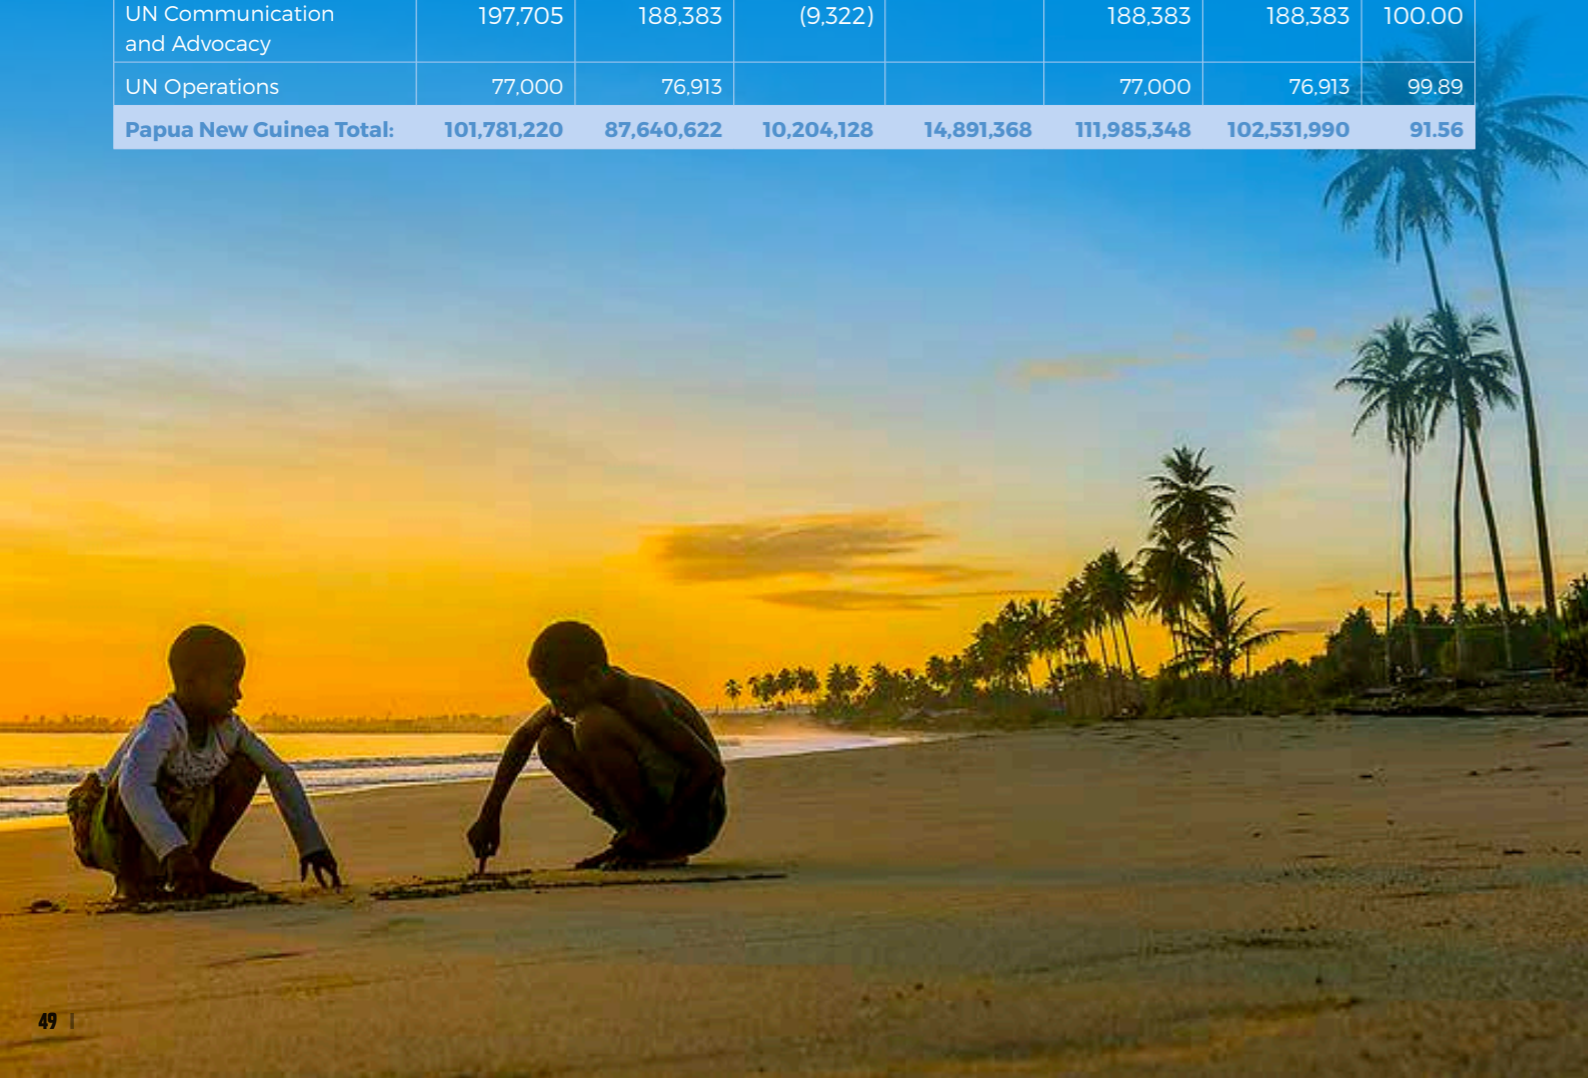 UN Communication and Advocacy 197,705 188,383 (9,322) 188,383 188,383 100.00
UN Operations 77,000 76,913 77,000 76,913 99.89
Papua New Guinea Total: 101,781,220 87,640,622 10,204,128 14,891,368 111,985,348 102,531,990 91.56
49